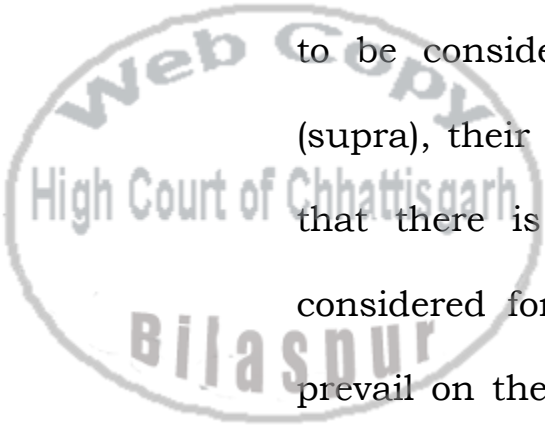 Web Copy
High Court of Chhattisgarh
Bilaspur
to be conside
(supra), their
that there is
considered for
prevail on the